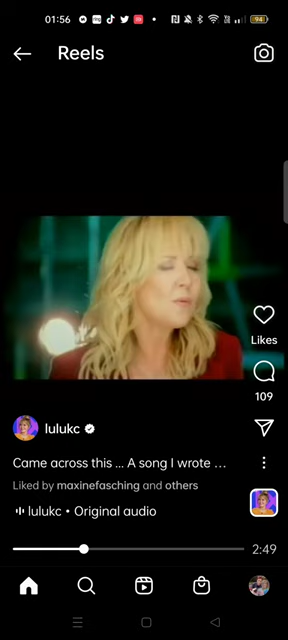 01:56
94
Reels
Likes
109
lulukc
Came across this ... A song I wrote ...
Liked by maxinefasching and others
lulukc • Original audio
2:49